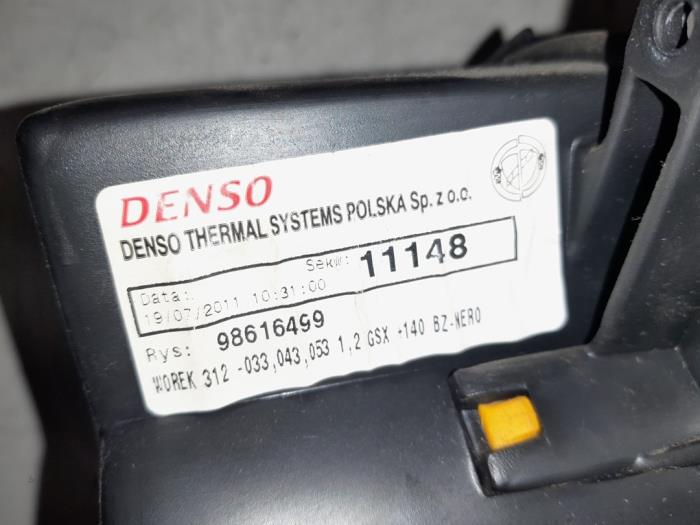 DENSO
DENSO THERMAL SYSTEMS POLSKA Sp. z o.o.
Data: Sekw: 11148
19/07/2011 10:31:00
Rys: 98616499
WOREK 312 -033,043,053 1,2 GSX -140 BZ-NERO